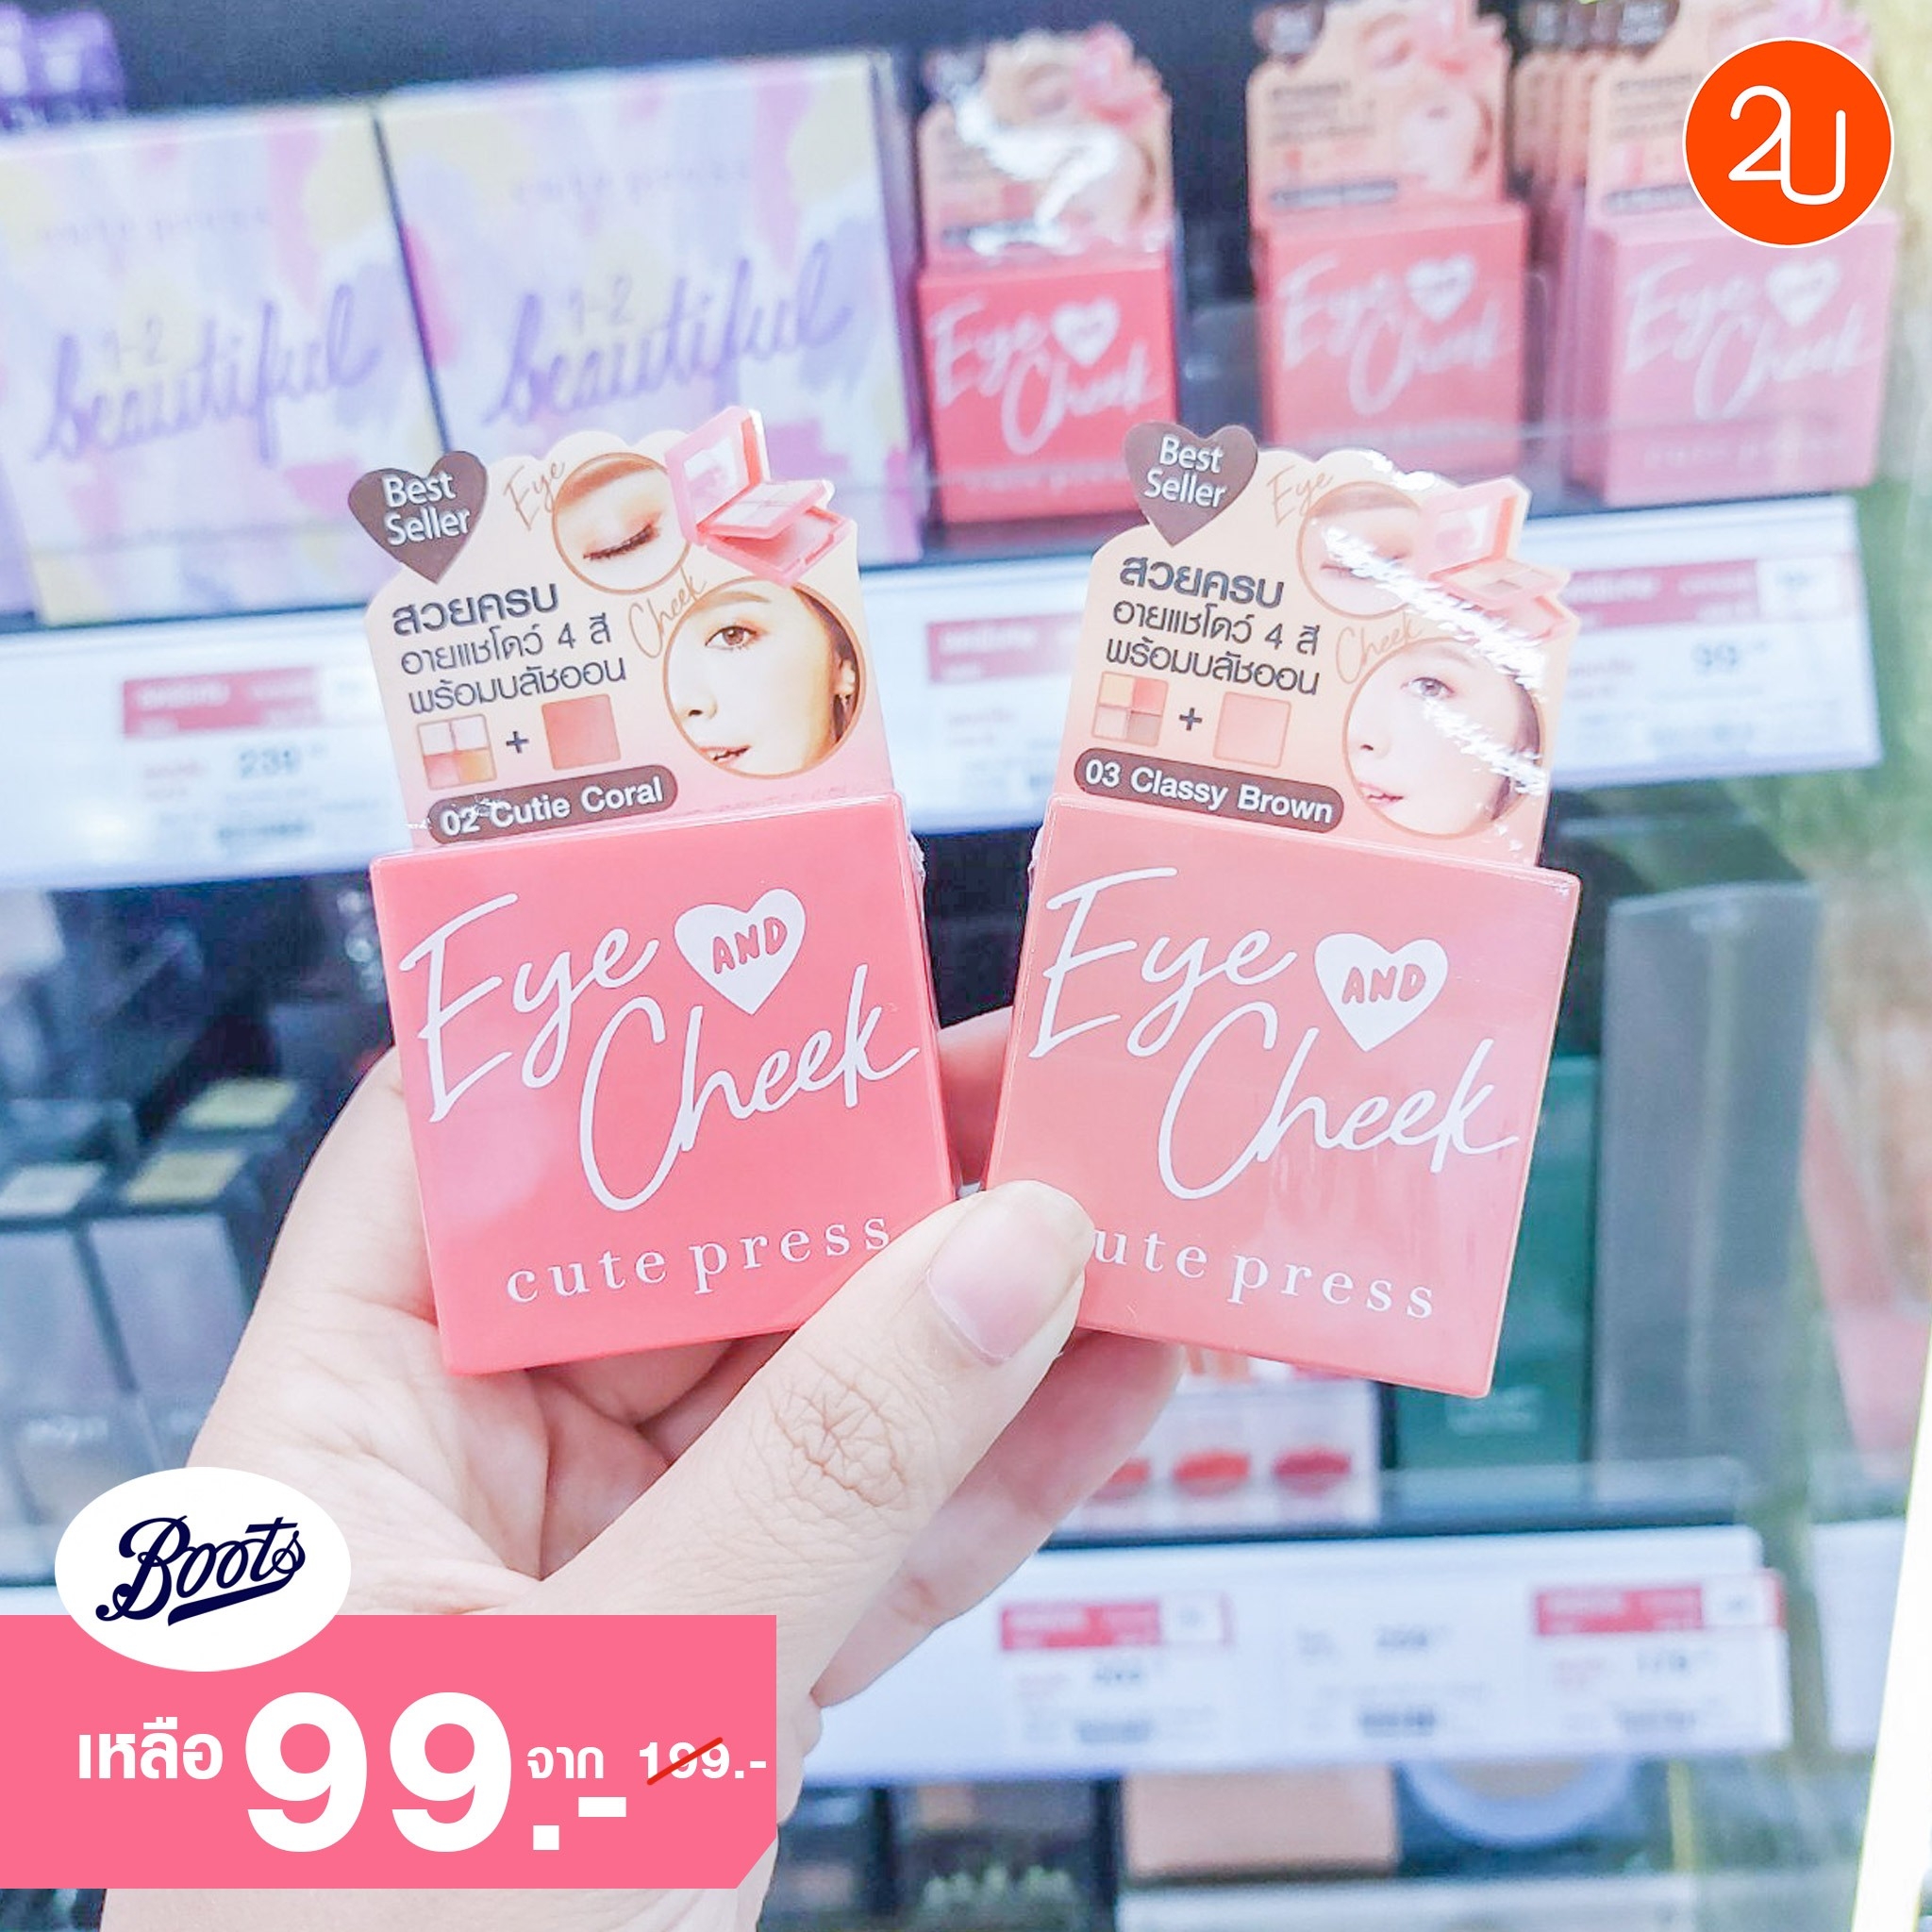 2U
1-2
beautiful
1-2
beautiful
Eye AND
Cheek
Eye AND
Cheek
Eye AND
Cheek
cute press
Best
Seller
Eye
สวยครบ
อายแชโดว์ 4 สี
พร้อมบลัชออน
Cheek
+
02 Cutie Coral
Eye AND
Cheek
cute press
Best
Seller
Eye
สวยครบ
อายแชโดว์ 4 สี
พร้อมบลัชออน
Cheek
+
03 Classy Brown
Eye AND
Cheek
ute press
239
99
Boots
เหลือ 99.- จาก 199.-